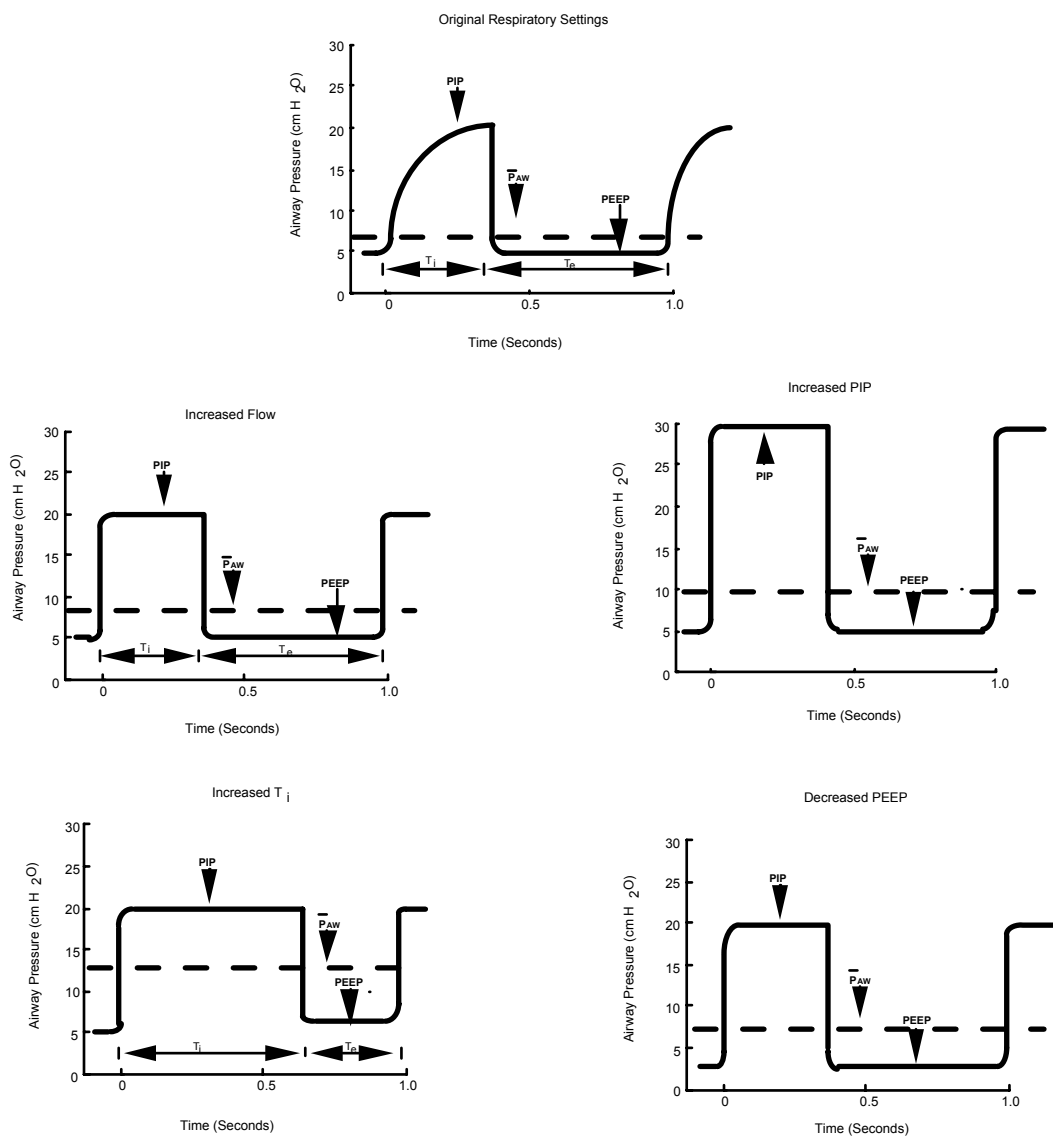 Original Respiratory Settings
30
25
20
15
10
5
0
Airway Pressure (cm H 2O)
PIP
PAW
PEEP
Ti
Te
0
0.5
1.0
Time (Seconds)
Increased Flow
30
25
20
15
10
5
0
Airway Pressure (cm H 2O)
PIP
PAW
PEEP
Ti
Te
0
0.5
1.0
Time (Seconds)
Increased PIP
30
25
20
15
10
5
0
Airway Pressure (cm H 2O)
PIP
PAW
PEEP
0
0.5
1.0
Time (Seconds)
Increased T i
30
25
20
15
10
5
0
Airway Pressure (cm H 2O)
PIP
PAW
PEEP
Ti
Te
0
0.5
1.0
Time (Seconds)
Decreased PEEP
30
25
20
15
10
5
0
Airway Pressure (cm H 2O)
PIP
PAW
PEEP
0
0.5
1.0
Time (Seconds)